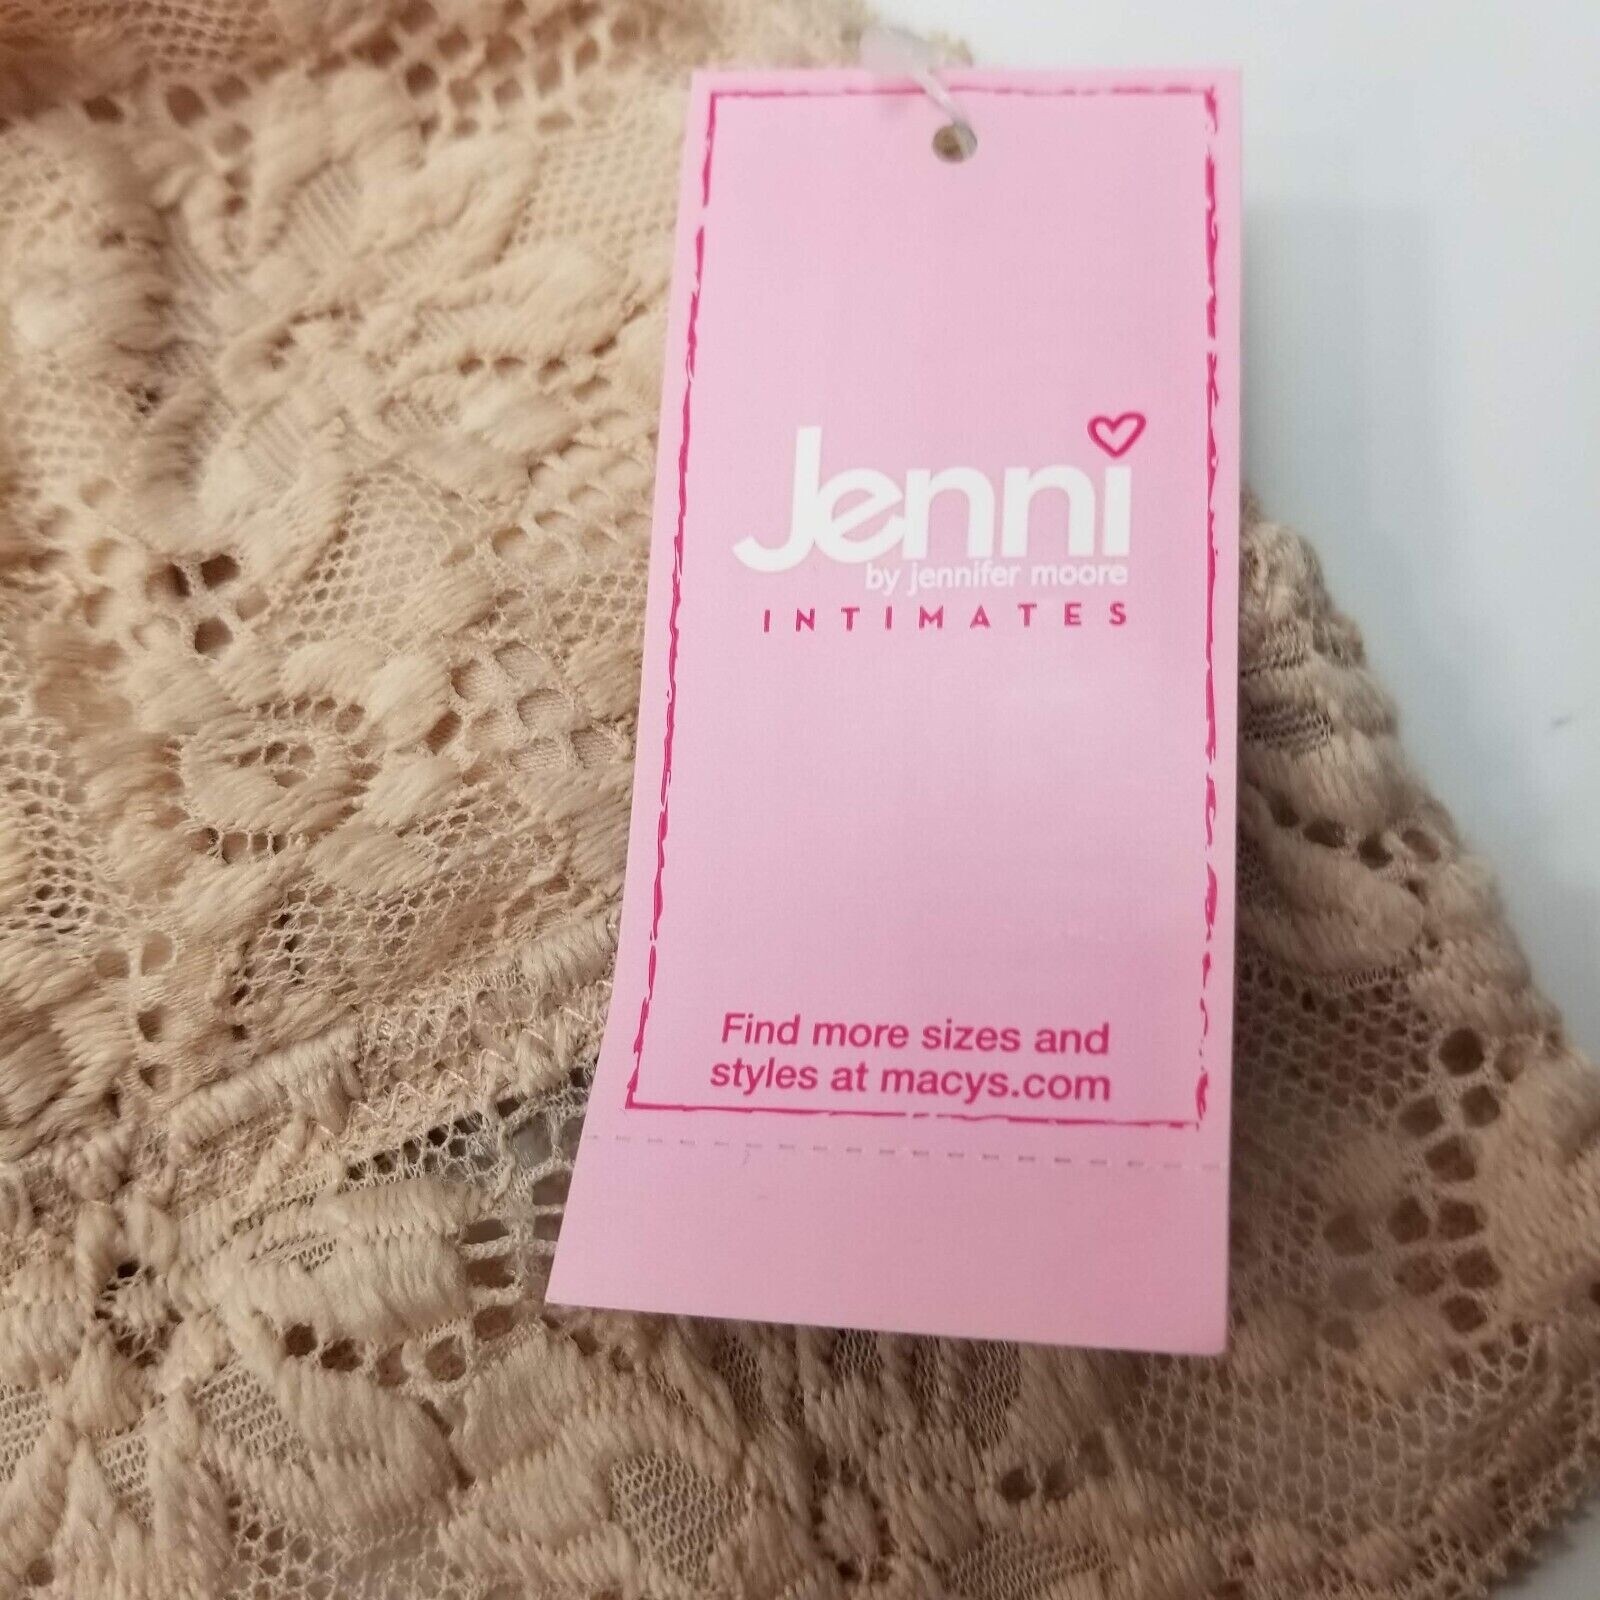 Jenni
by jennifer moore
INTIMATES
Find more sizes and
styles at macys.com